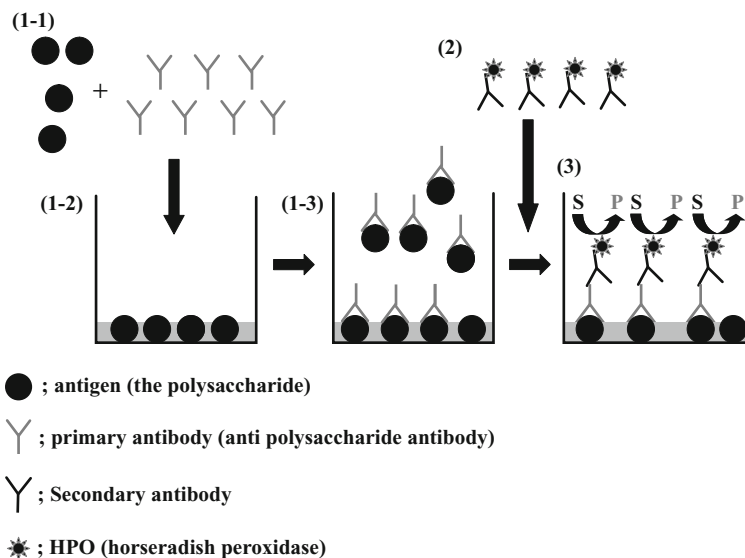 (1-1)
+
(2)
(1-2)
(1-3)
(3)
S P S P S P
; antigen (the polysaccharide)
; primary antibody (anti polysaccharide antibody)
; Secondary antibody
; HPO (horseradish peroxidase)